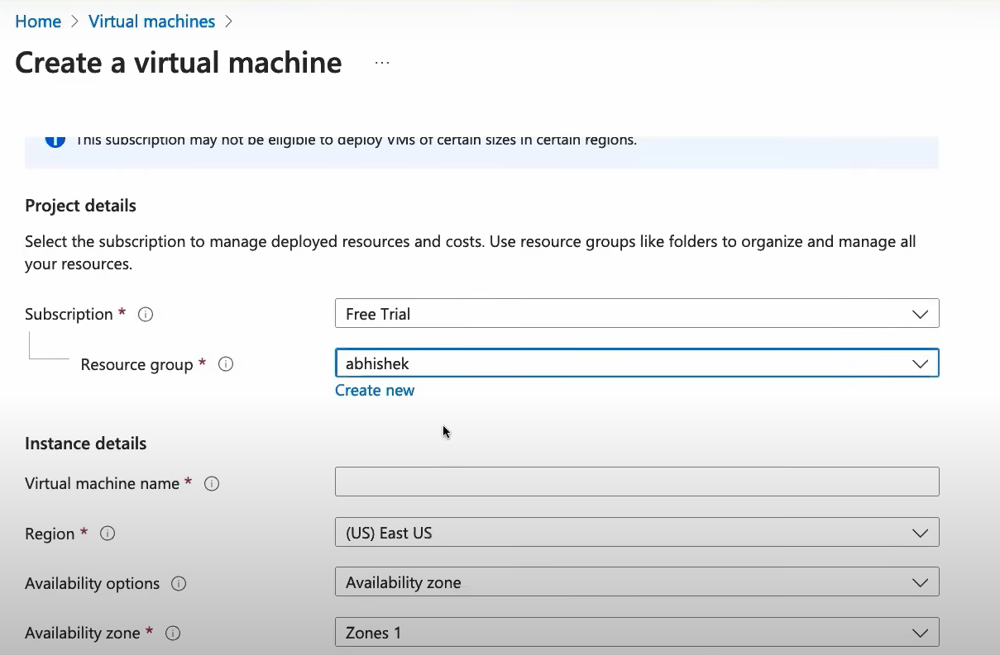 Home > Virtual machines >
Create a virtual machine ...
This subscription may not be eligible to deploy VMs of certain sizes in certain regions.
Project details
Select the subscription to manage deployed resources and costs. Use resource groups like folders to organize and manage all
your resources.
Subscription * Free Trial
Resource group * abhishek
Create new
Instance details
Virtual machine name *
Region * (US) East US
Availability options Availability zone
Availability zone * Zones 1